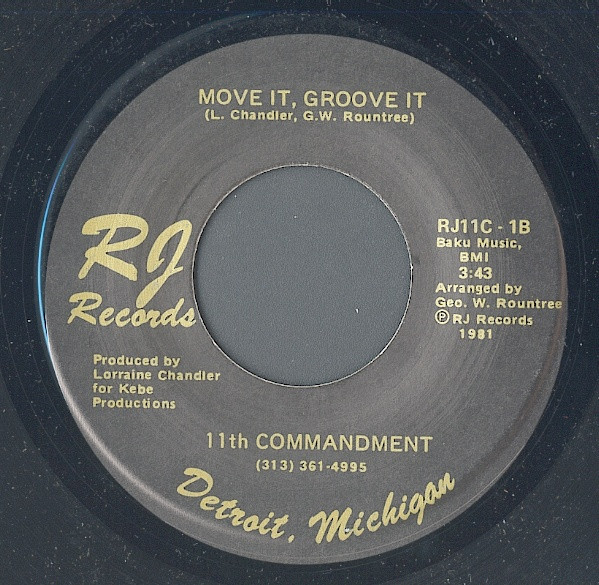 MOVE IT, GROOVE IT
(L. Chandler, G.W. Rountree)
RJ
Records
RJ11C - 1B
Baku Music,
BMI
3:43
Arranged by
Geo. W. Rountree
℗ RJ Records
1981
Produced by
Lorraine Chandler
for Kebe
Productions
11th COMMANDMENT
(313) 361-4995
Detroit, Michigan